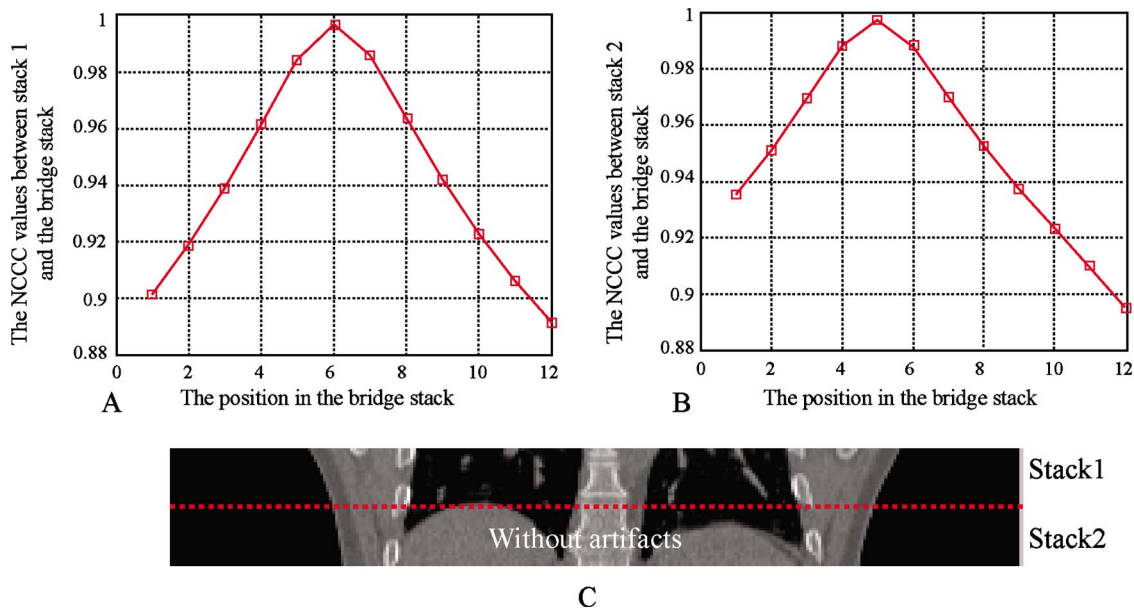 The NCCC values between stack 1
and the bridge stack
1
0.98
0.96
0.94
0.92
0.9
0.88
0 2 4 6 8 10 12
The position in the bridge stack
A
The NCCC values between stack 2
and the bridge stack
1
0.98
0.96
0.94
0.92
0.9
0.88
0 2 4 6 8 10 12
The position in the bridge stack
B
Stack1
Without artifacts
Stack2
C